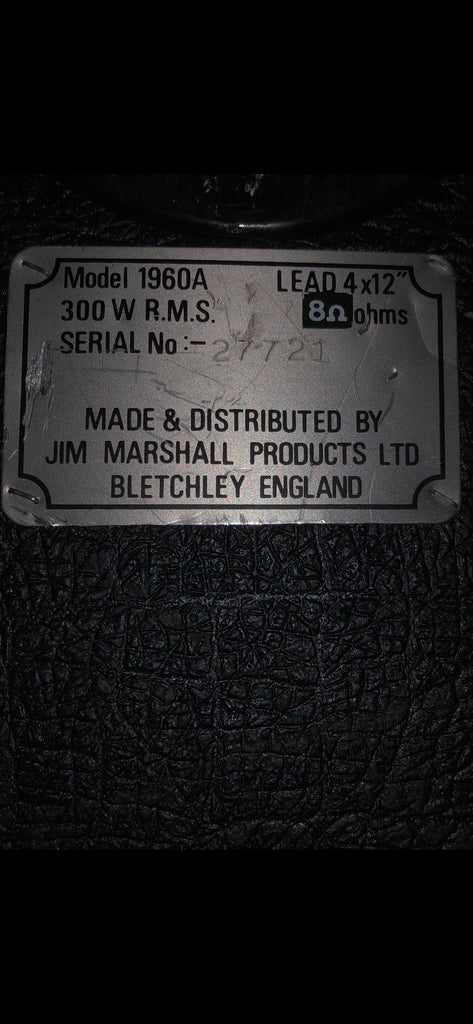 Model 1960A LEAD 4x12"
300 W R.M.S. 8Ω ohms
SERIAL No :- 27721
MADE & DISTRIBUTED BY
JIM MARSHALL PRODUCTS LTD
BLETCHLEY ENGLAND